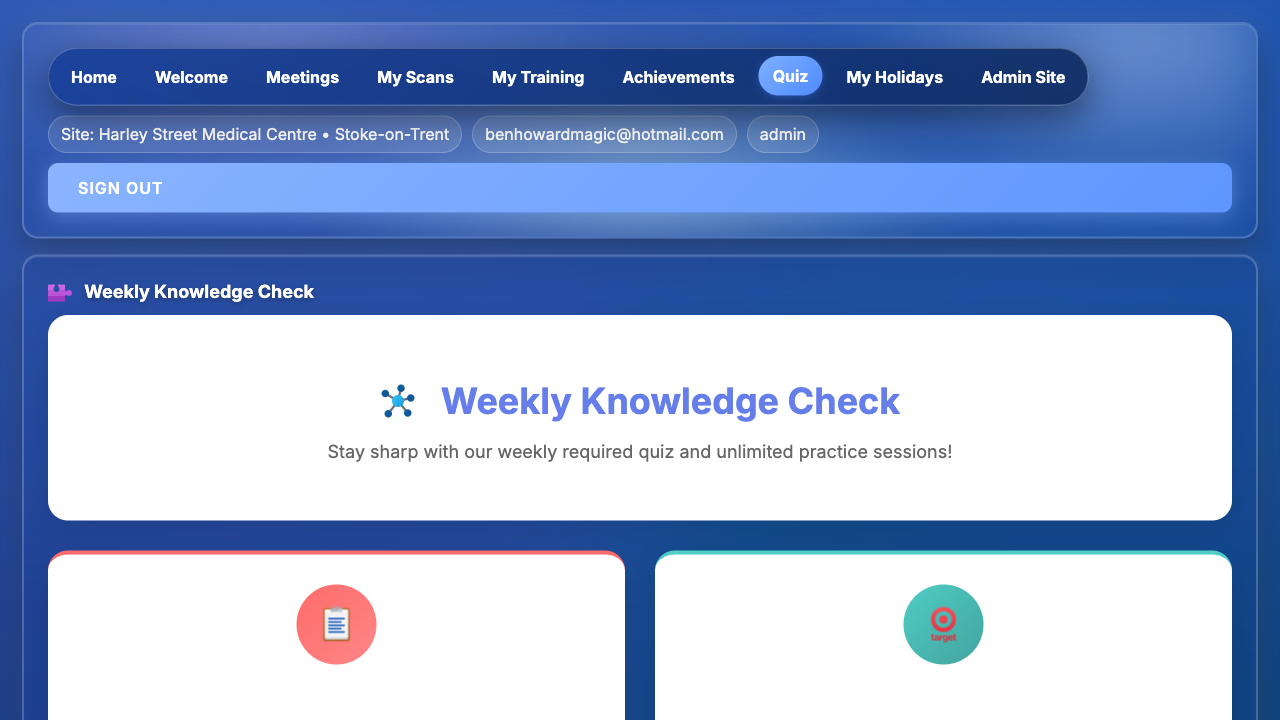 Home Welcome Meetings My Scans My Training Achievements Quiz My Holidays Admin Site
Site: Harley Street Medical Centre • Stoke-on-Trent benhowardmagic@hotmail.com admin
SIGN OUT
Weekly Knowledge Check
Weekly Knowledge Check
Stay sharp with our weekly required quiz and unlimited practice sessions!
target